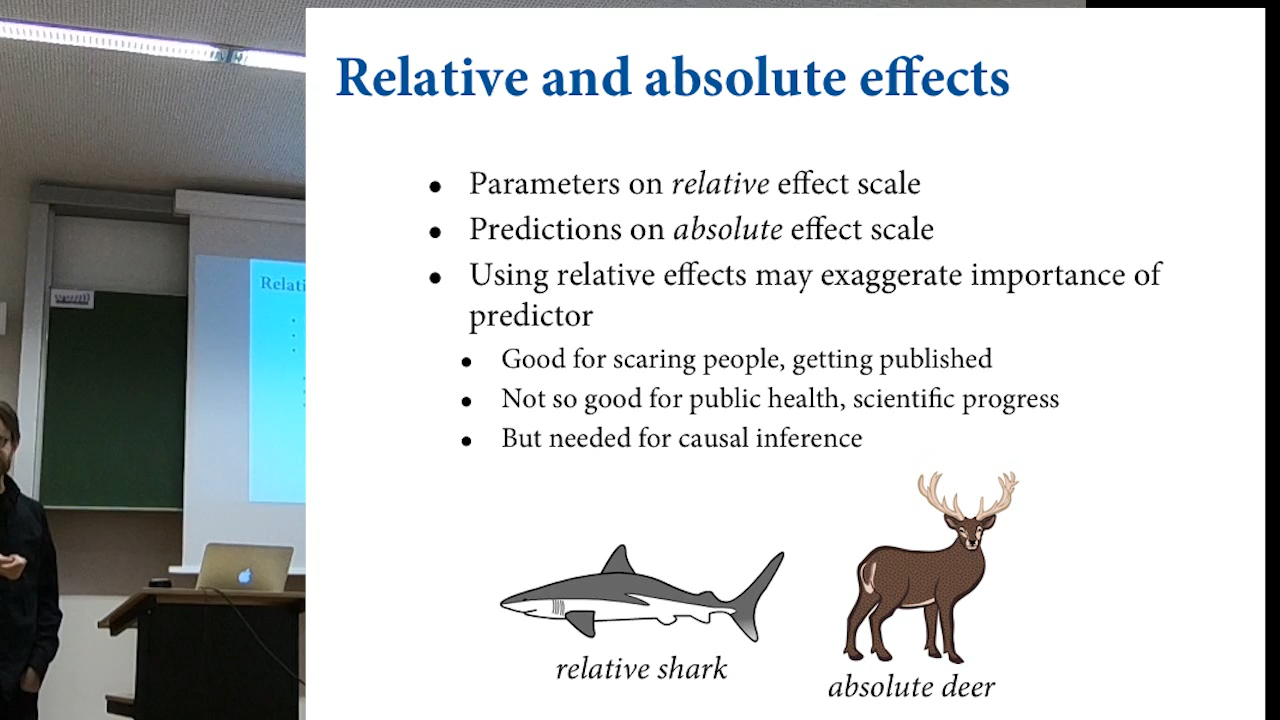 Relative and absolute effects
• Parameters on relative effect scale
• Predictions on absolute effect scale
• Using relative effects may exaggerate importance of
predictor
• Good for scaring people, getting published
• Not so good for public health, scientific progress
• But needed for causal inference
relative shark
absolute deer
Relati